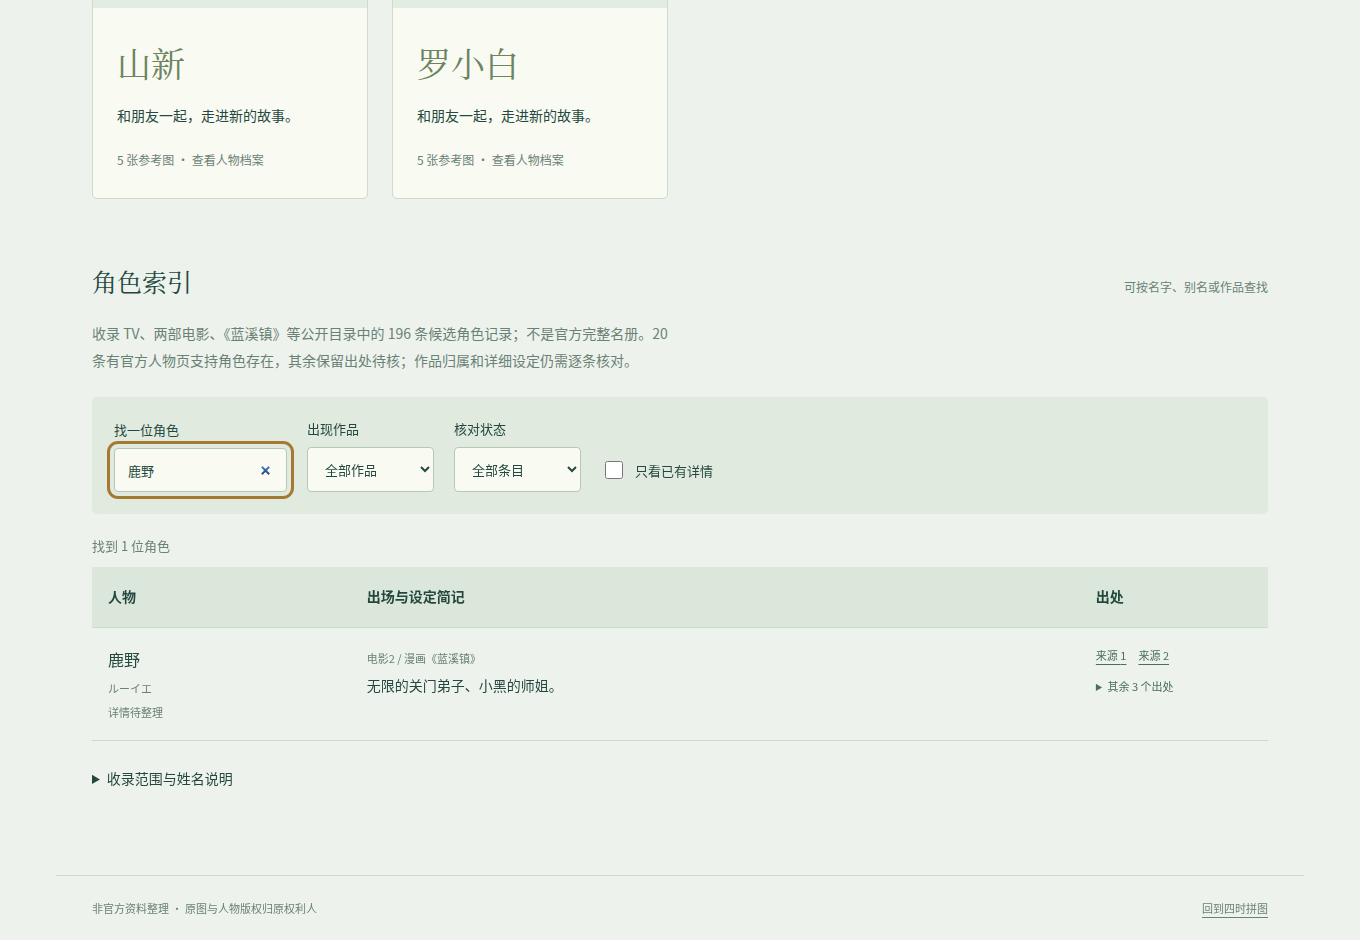 山新
罗小白
和朋友一起，走进新的故事。
和朋友一起，走进新的故事。
5 张参考图 · 查看人物档案
5 张参考图 · 查看人物档案
角色索引
可按名字、别名或作品查找
收录 TV、两部电影、《蓝溪镇》等公开目录中的 196 条候选角色记录；不是官方完整名册。20
条有官方人物页支持角色存在，其余保留出处待核；作品归属和详细设定仍需逐条核对。
找一位角色
出现作品
核对状态
鹿野
全部作品
全部条目
只看已有详情
找到 1 位角色
人物
出场与设定简记
出处
鹿野
电影2 / 漫画《蓝溪镇》
来源 1
来源 2
ルーイエ
无限的关门弟子、小黑的师姐。
其余 3 个出处
详情待整理
收录范围与姓名说明
非官方资料整理 · 原图与人物版权归原权利人
回到四时拼图